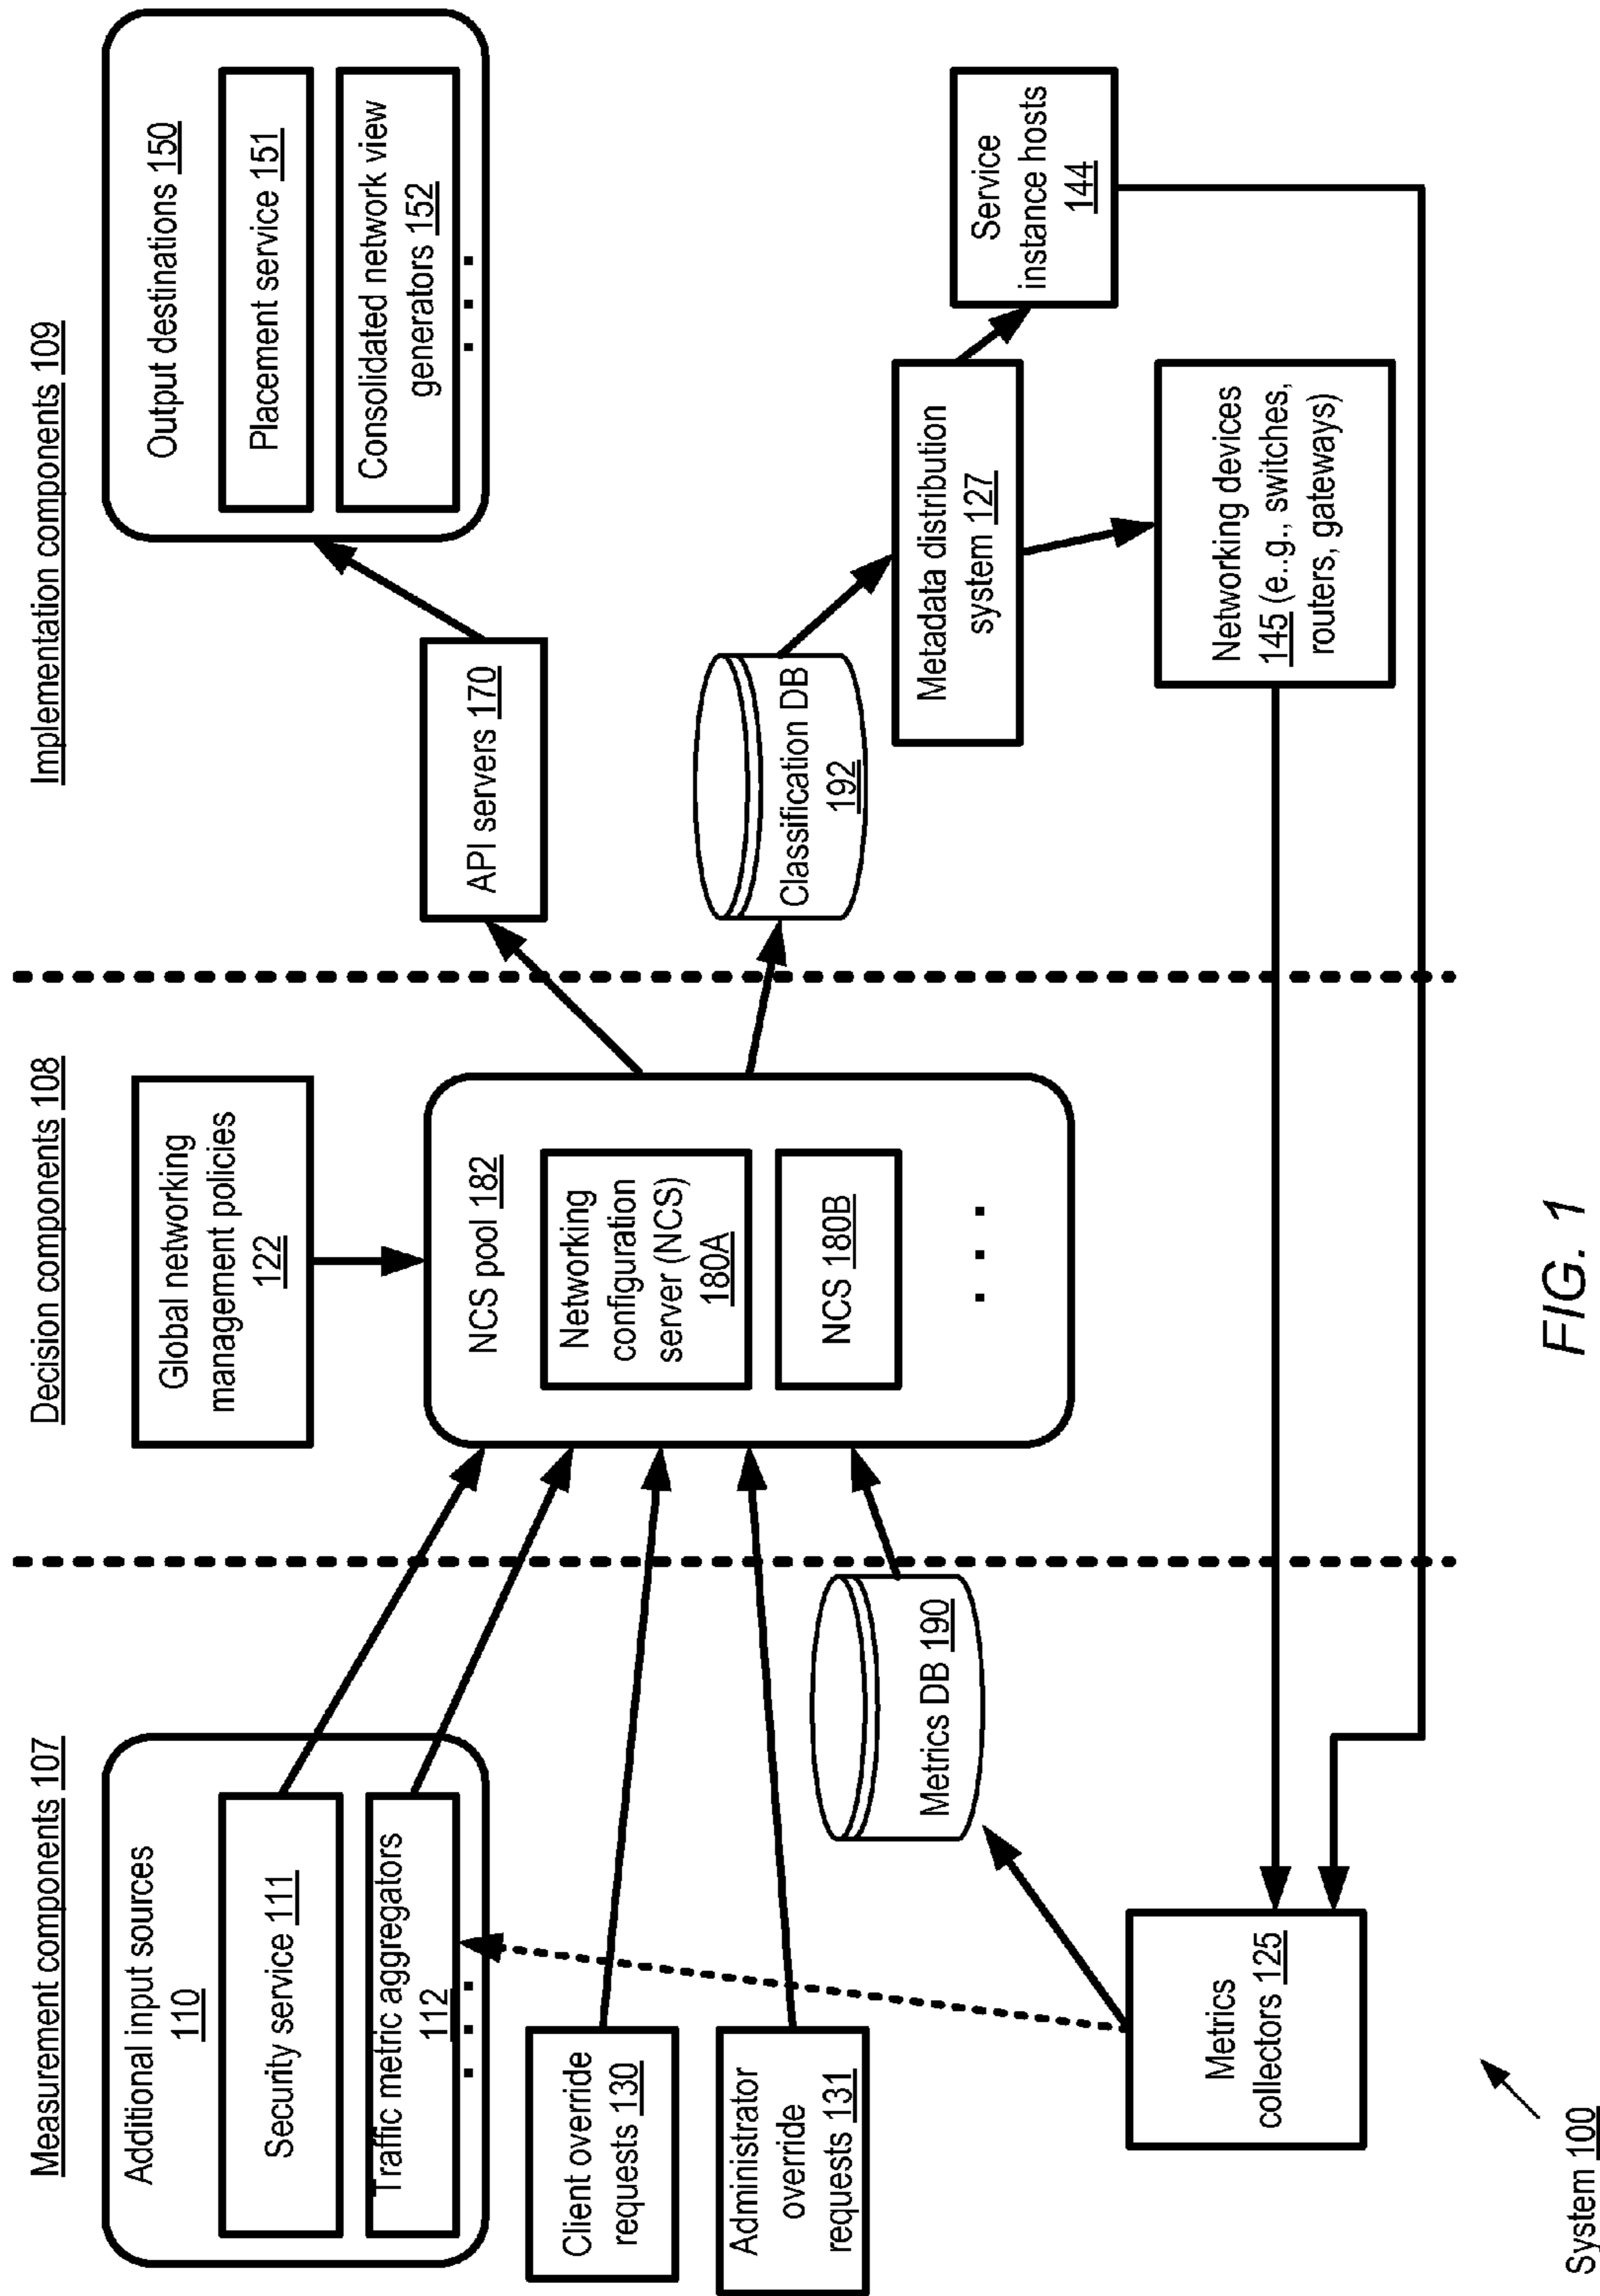 Measurement components 107
Additional input sources
110
Security service 111
Traffic metric aggregators
112
Client override
requests 130
Administrator
override
requests 131
Metrics DB 190
Metrics
collectors 125
System 100
Decision components 108
Global networking
management policies
122
NCS pool 182
Networking
configuration
server (NCS)
180A
NCS 180B
Implementation components 109
Output destinations 150
Placement service 151
Consolidated network view
generators 152
API servers 170
Classification DB
192
Metadata distribution
system 127
Service
instance hosts
144
Networking devices
145 (e..g., switches,
routers, gateways)
FIG. 1